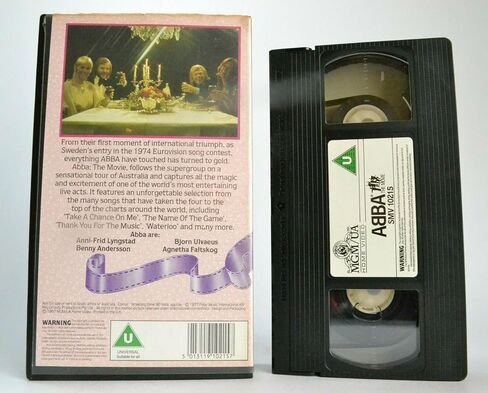 From their first moment of international triumph, as
Sweden's entry in the 1974 Eurovision song contest,
everything ABBA have touched has turned to gold.
Abba; The Movie, follows the supergroup on a
sensational tour of Australia and captures all the
magic and excitement of one of the world's most entertaining
live acts. It features an unforgettable selection from
the many songs that have taken the four to the
top of the charts around the world, including
'Take A Chance On Me', 'The Name Of The Game',
'Thank You For The Music', 'Waterloo' and many more.
Abba are:
Anni-Frid Lyngstad Bjorn Ulvaeus
Benny Andersson Agnetha Faltskog
WARNING
U
UNIVERSAL
Suitable for all
5 013119 102157
U
MGM/UA
HOME VIDEO
ABBA
SMV 10215
WARNING